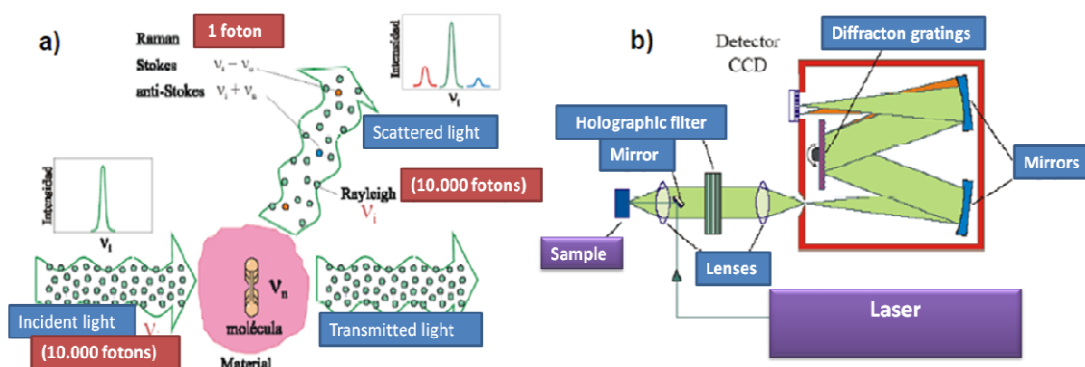 a)
Raman
1 foton
Stokes
anti-Stokes
νi + νn
Intensidad
νi
Scattered light
Rayleigh
(10.000 fotons)
νi
Intensidad
νi
Incident light
(10.000 fotons)
νn
molécula
Material
Transmitted light
b)
Detector
CCD
Diffracton gratings
Holographic filter
Mirror
Mirrors
Sample
Lenses
Laser